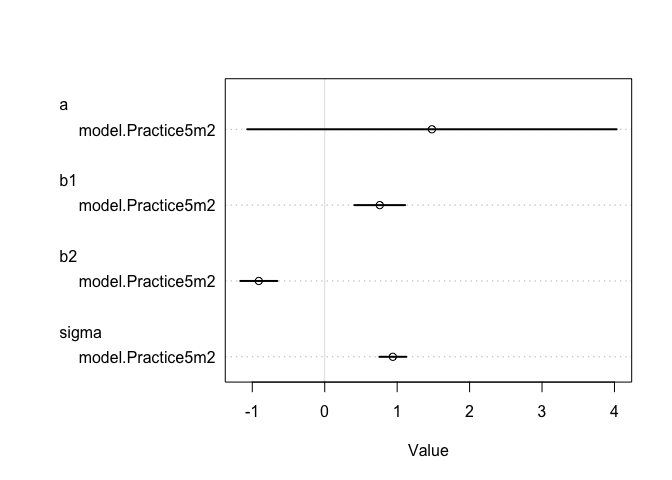 a
model.Practice5m2
b1
model.Practice5m2
b2
model.Practice5m2
sigma
model.Practice5m2
-1 0 1 2 3 4
Value